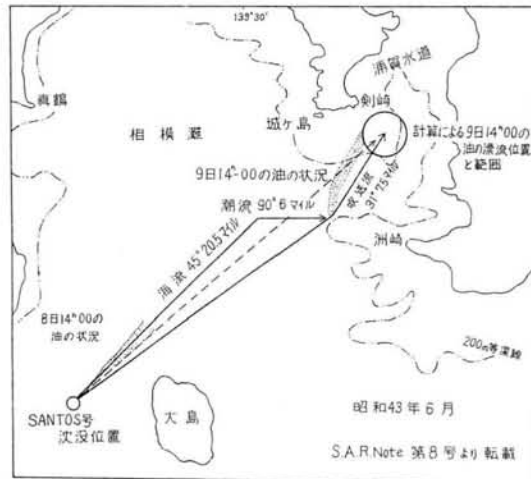 139°30'
真鶴
相模灘
浦賀水道
剣崎
城ヶ島
計算による9日14ʰ00の
油の漂流位置
と範囲
9日14ʰ-00の油の状況
潮流 90°6マイル
吹送流
31°7.5マイル
海流 45°20.5マイル
洲崎
8日14ʰ00の
油の状況
200m等深線
SANTOS号
沈没位置
大島
昭和43年6月
S.A.R.Note 第8号より転載